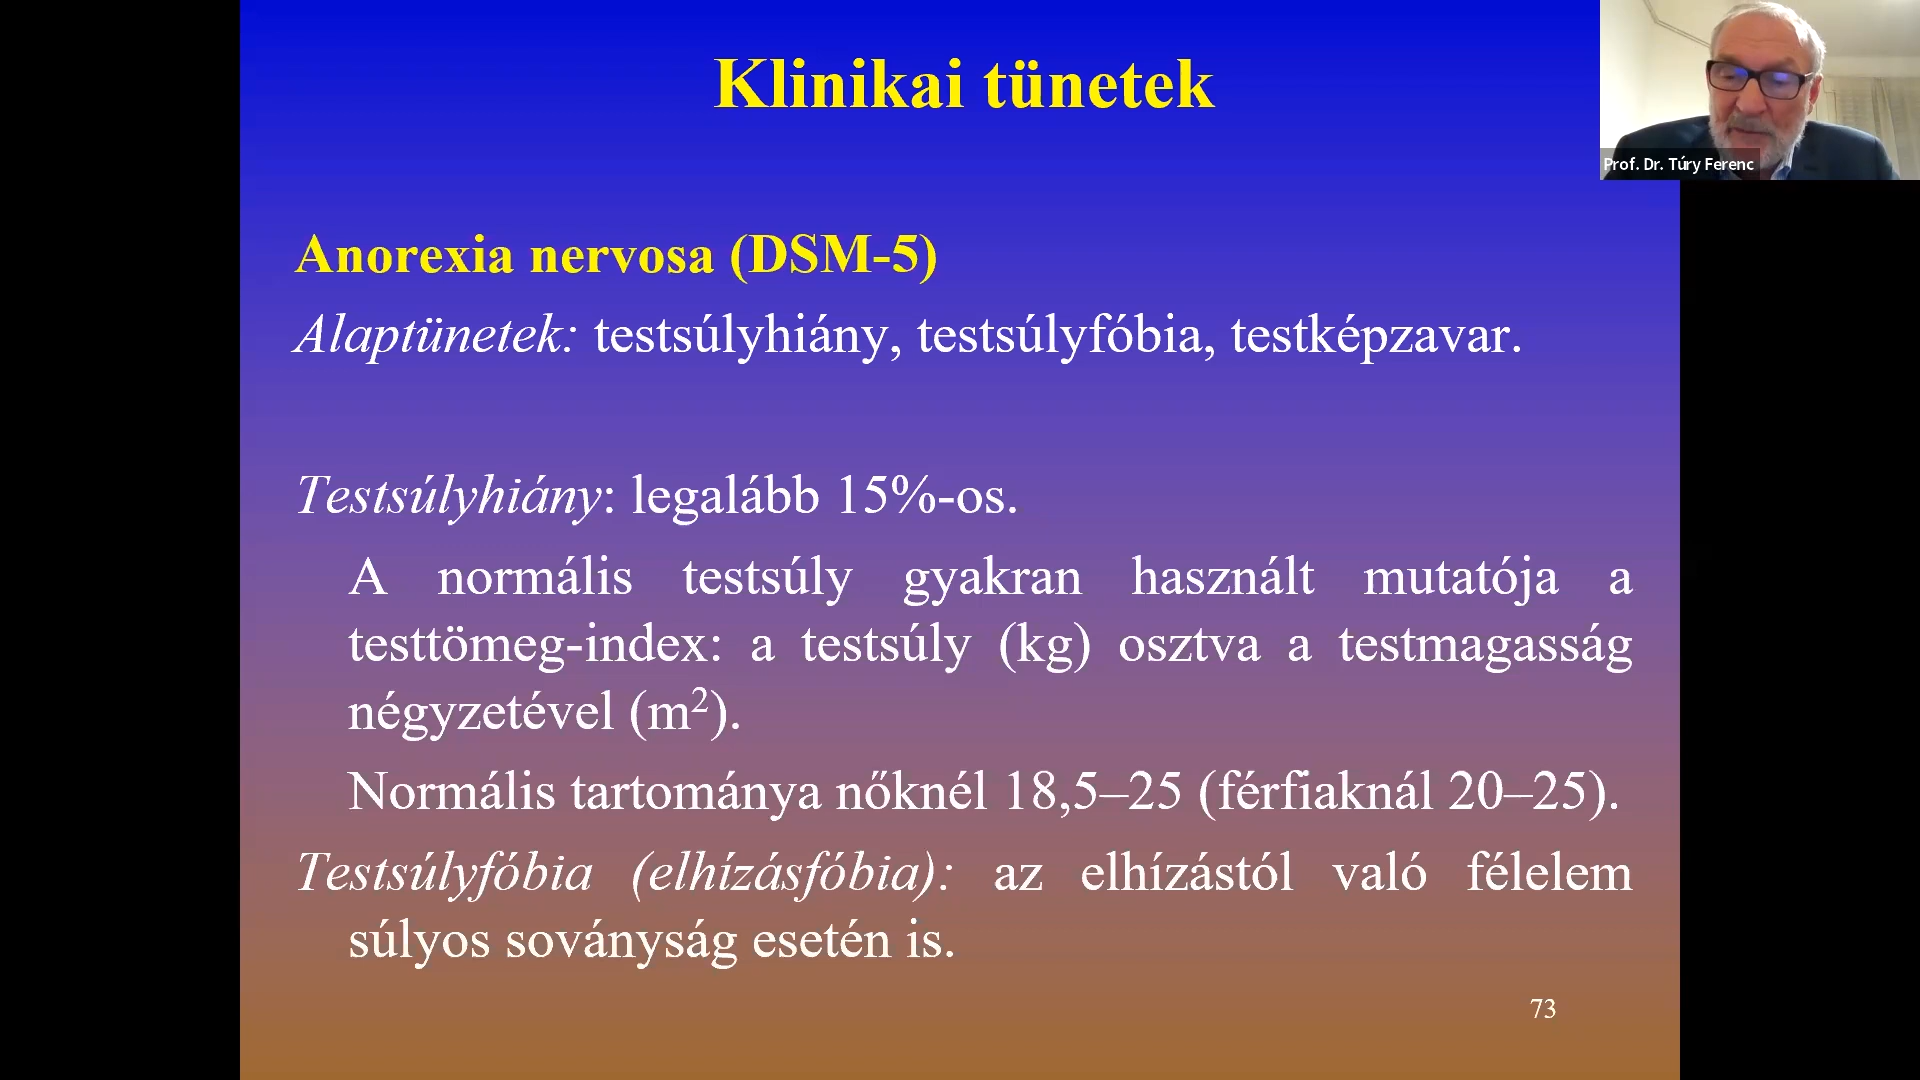 Klinikai tünetek
Prof. Dr. Túry Ferenc
Anorexia nervosa (DSM-5)
Alaptünetek: testsúlyhiány, testsúlyfóbia, testképzavar.
Testsúlyhiány: legalább 15%-os.
A normális testsúly gyakran használt mutatója a
testtömeg-index: a testsúly (kg) osztva a testmagasság
négyzetével (m²).
Normális tartománya nőknél 18,5–25 (férfiaknál 20–25).
Testsúlyfóbia (elhízásfóbia): az elhízástól való félelem
súlyos soványság esetén is.
73